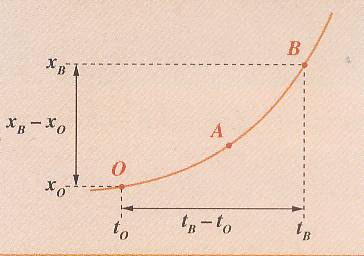 B
x_B
x_B – x_O
A
O
x_O
t_B – t_O
t_O
t_B